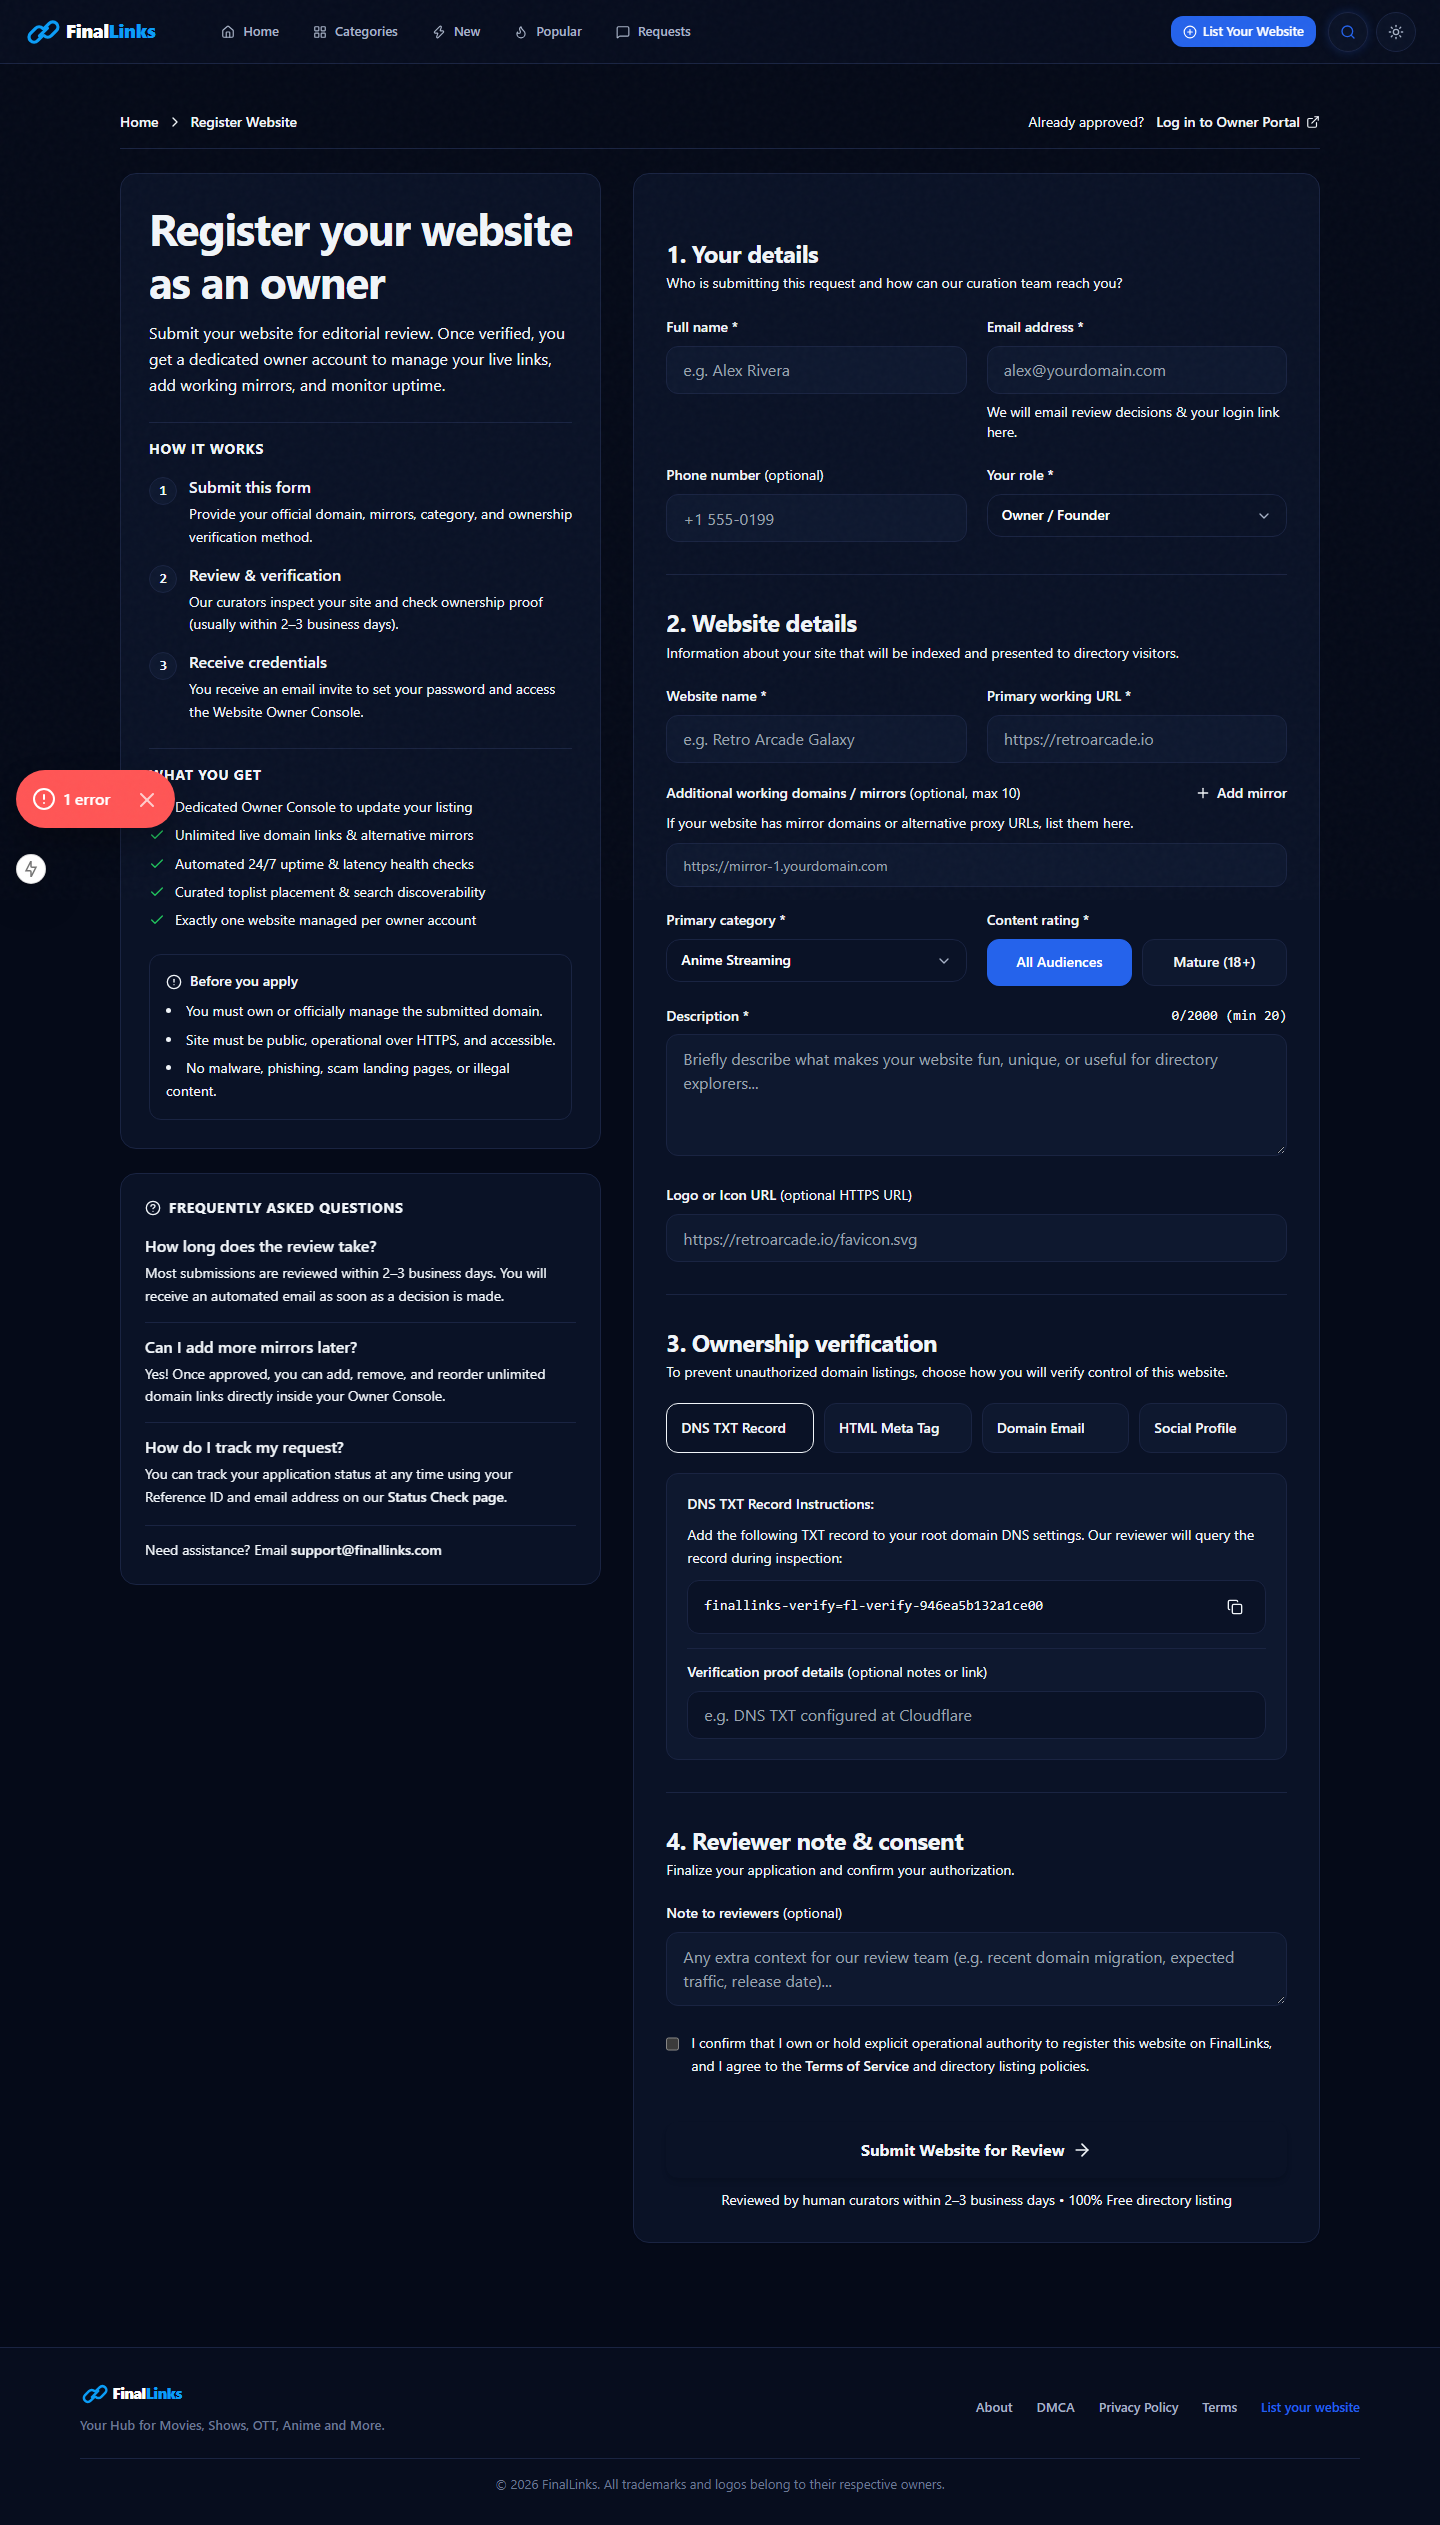 FinalLinks
Home
Categories
New
Popular
Requests
List Your Website
Home
Register Website
Already approved?
Log in to Owner Portal
Register your website
as an owner
Submit your website for editorial review. Once verified, you
get a dedicated owner account to manage your live links,
add working mirrors, and monitor uptime.
HOW IT WORKS
1
Submit this form
Provide your official domain, mirrors, category, and ownership
verification method.
2
Review & verification
Our curators inspect your site and check ownership proof
(usually within 2–3 business days).
3
Receive credentials
You receive an email invite to set your password and access
the Website Owner Console.
WHAT YOU GET
1 error
Dedicated Owner Console to update your listing
Unlimited live domain links & alternative mirrors
Automated 24/7 uptime & latency health checks
Curated toplist placement & search discoverability
Exactly one website managed per owner account
Before you apply
• You must own or officially manage the submitted domain.
• Site must be public, operational over HTTPS, and accessible.
• No malware, phishing, scam landing pages, or illegal
content.
FREQUENTLY ASKED QUESTIONS
How long does the review take?
Most submissions are reviewed within 2–3 business days. You will
receive an automated email as soon as a decision is made.
Can I add more mirrors later?
Yes! Once approved, you can add, remove, and reorder unlimited
domain links directly inside your Owner Console.
How do I track my request?
You can track your application status at any time using your
Reference ID and email address on our Status Check page.
Need assistance? Email support@finallinks.com
1. Your details
Who is submitting this request and how can our curation team reach you?
Full name *
e.g. Alex Rivera
Email address *
alex@yourdomain.com
We will email review decisions & your login link
here.
Phone number (optional)
+1 555-0199
Your role *
Owner / Founder
2. Website details
Information about your site that will be indexed and presented to directory visitors.
Website name *
e.g. Retro Arcade Galaxy
Primary working URL *
https://retroarcade.io
Additional working domains / mirrors (optional, max 10)
Add mirror
If your website has mirror domains or alternative proxy URLs, list them here.
https://mirror-1.yourdomain.com
Primary category *
Anime Streaming
Content rating *
All Audiences
Mature (18+)
Description *
0/2000 (min 20)
Briefly describe what makes your website fun, unique, or useful for directory
explorers...
Logo or Icon URL (optional HTTPS URL)
https://retroarcade.io/favicon.svg
3. Ownership verification
To prevent unauthorized domain listings, choose how you will verify control of this website.
DNS TXT Record
HTML Meta Tag
Domain Email
Social Profile
DNS TXT Record Instructions:
Add the following TXT record to your root domain DNS settings. Our reviewer will query the
record during inspection:
finallinks-verify=fl-verify-946ea5b132a1ce00
Verification proof details (optional notes or link)
e.g. DNS TXT configured at Cloudflare
4. Reviewer note & consent
Finalize your application and confirm your authorization.
Note to reviewers (optional)
Any extra context for our review team (e.g. recent domain migration, expected
traffic, release date)...
I confirm that I own or hold explicit operational authority to register this website on FinalLinks,
and I agree to the Terms of Service and directory listing policies.
Submit Website for Review
Reviewed by human curators within 2–3 business days • 100% Free directory listing
FinalLinks
Your Hub for Movies, Shows, OTT, Anime and More.
About
DMCA
Privacy Policy
Terms
List your website
© 2026 FinalLinks. All trademarks and logos belong to their respective owners.